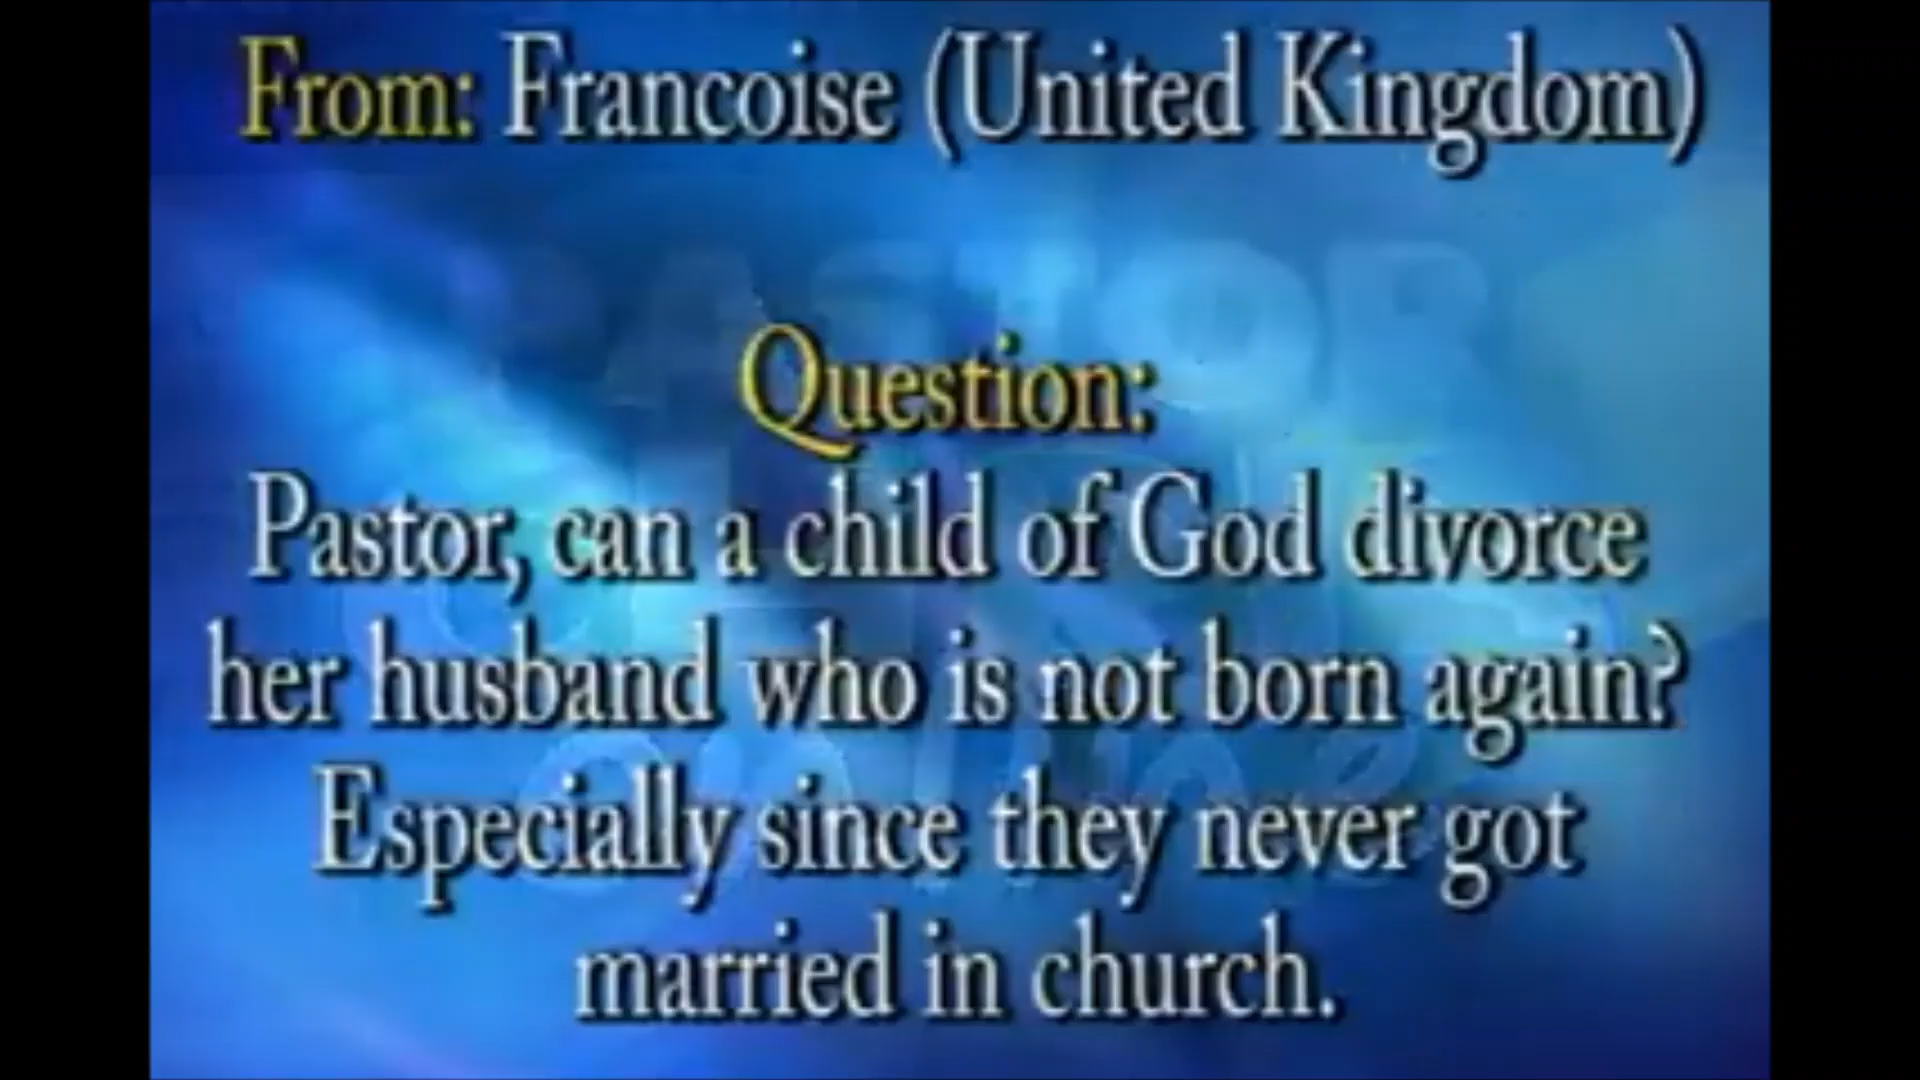 From: Francoise (United Kingdom)
Question:
Pastor, can a child of God divorce
her husband who is not born again?
Especially since they never got
married in church.